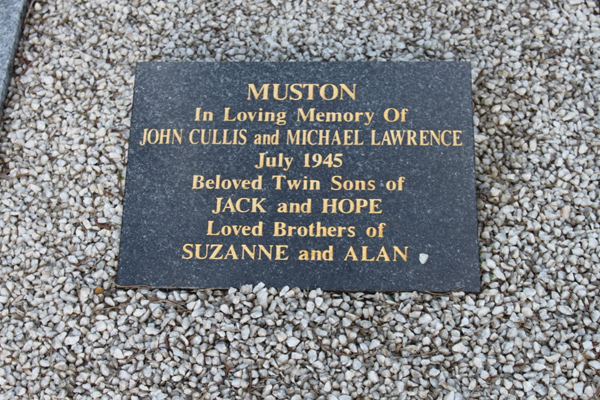 MUSTON
In Loving Memory Of
JOHN CULLIS and MICHAEL LAWRENCE
July 1945
Beloved Twin Sons of
JACK and HOPE
Loved Brothers of
SUZANNE and ALAN